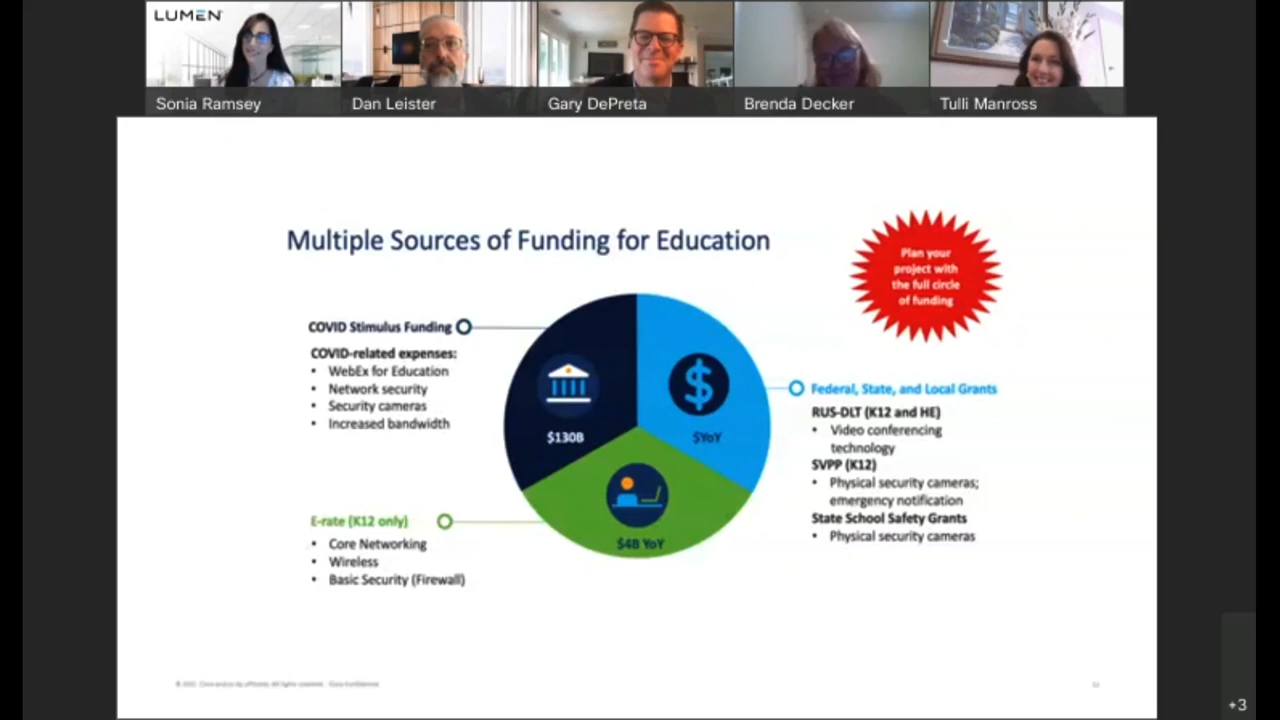 LUMEN
Sonia Ramsey
Dan Leister
Gary DePreta
Brenda Decker
Tulli Manross
Multiple Sources of Funding for Education
Plan your
project with
the full circle
of funding
COVID Stimulus Funding
COVID-related expenses:
• WebEx for Education
• Network security
• Security cameras
• Increased bandwidth
$130B
$YoY
$4B YoY
Federal, State, and Local Grants
RUS-DLT (K12 and HE)
• Video conferencing
technology
SVPP (K12)
• Physical security cameras;
emergency notification
State School Safety Grants
• Physical security cameras
E-rate (K12 only)
• Core Networking
• Wireless
• Basic Security (Firewall)
+3